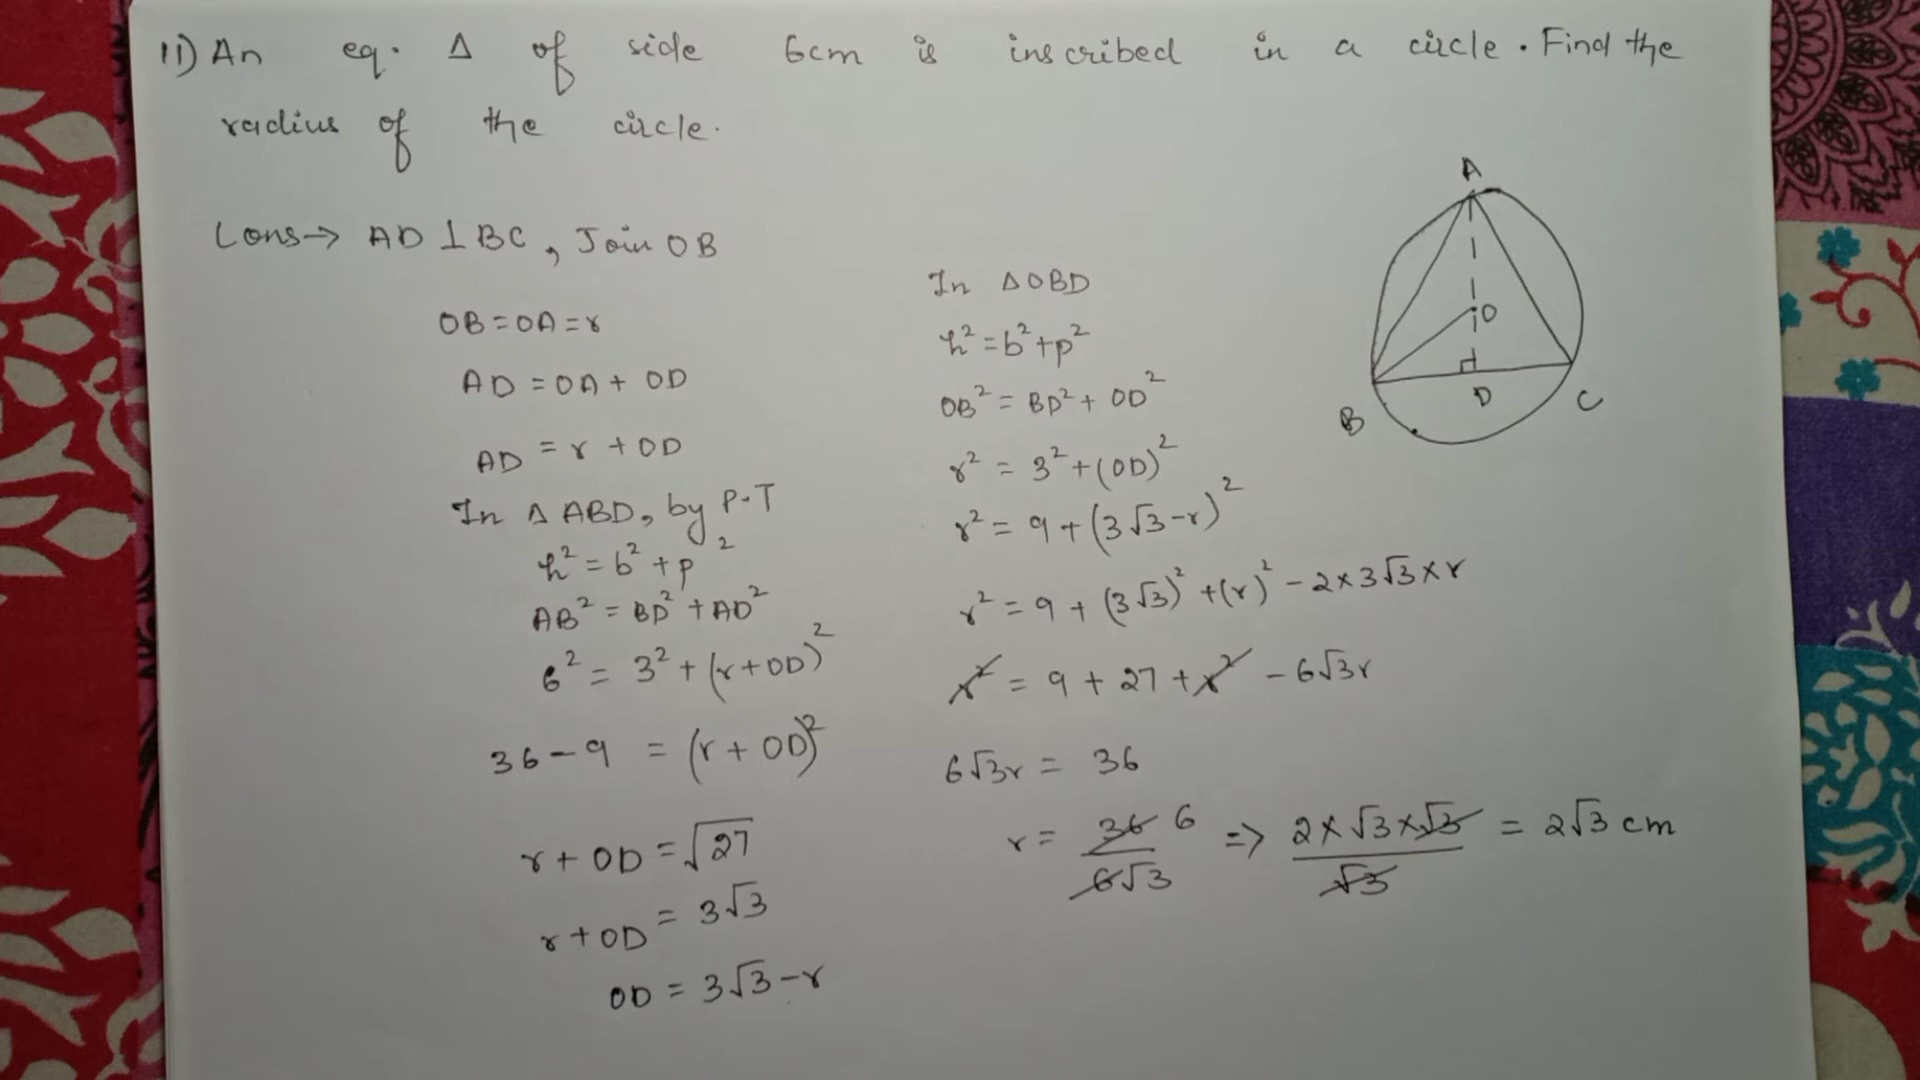 11) An eq. Δ of side 6cm is inscribed in a circle. Find the
radius of the circle.
Cons→ AD ⊥ BC, Join OB
OB = OA = r
AD = OA + OD
AD = r + OD
In Δ ABD, by P.T
h² = b² + p²
AB² = BD² + AD²
6² = 3² + (r + OD)²
36 - 9 = (r + OD)²
r + OD = √27
r + OD = 3√3
OD = 3√3 - r
In Δ OBD
h² = b² + p²
OB² = BD² + OD²
r² = 3² + (OD)²
r² = 9 + (3√3 - r)²
r² = 9 + (3√3)² + (r)² - 2 × 3√3 × r
r² = 9 + 27 + r² - 6√3r
6√3r = 36
r = 36/6√3 6 => 2 × √3 × √3/√3 = 2√3 cm
A
O
D
B
C